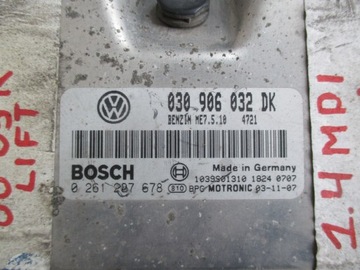 030 906 032 DK
BENZIN ME7.5.10 4721
BOSCH
Made in Germany
1039S01310 1824 0707
0 261 207 678 S10 BPG MOTRONIC 03-11-07
LIFT
1.4 MPI